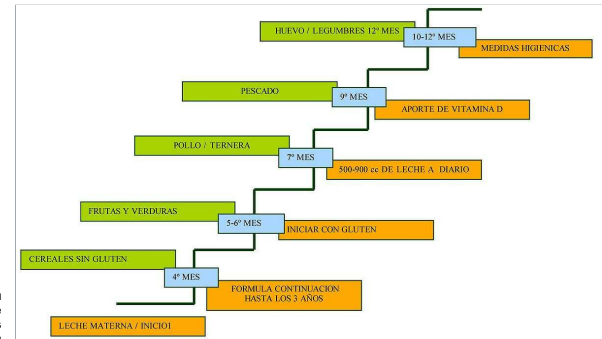 HUEVO / LEGUMBRES 12º MES
10-12º MES
MEDIDAS HIGIENICAS
PESCADO
9º MES
APORTE DE VITAMINA D
POLLO / TERNERA
7º MES
500-900 cc DE LECHE A DIARIO
FRUTAS Y VERDURAS
5-6º MES
INICIAR CON GLUTEN
CEREALES SIN GLUTEN
4º MES
FORMULA CONTINUACION
HASTA LOS 3 AÑOS
LECHE MATERNA / INICIO1